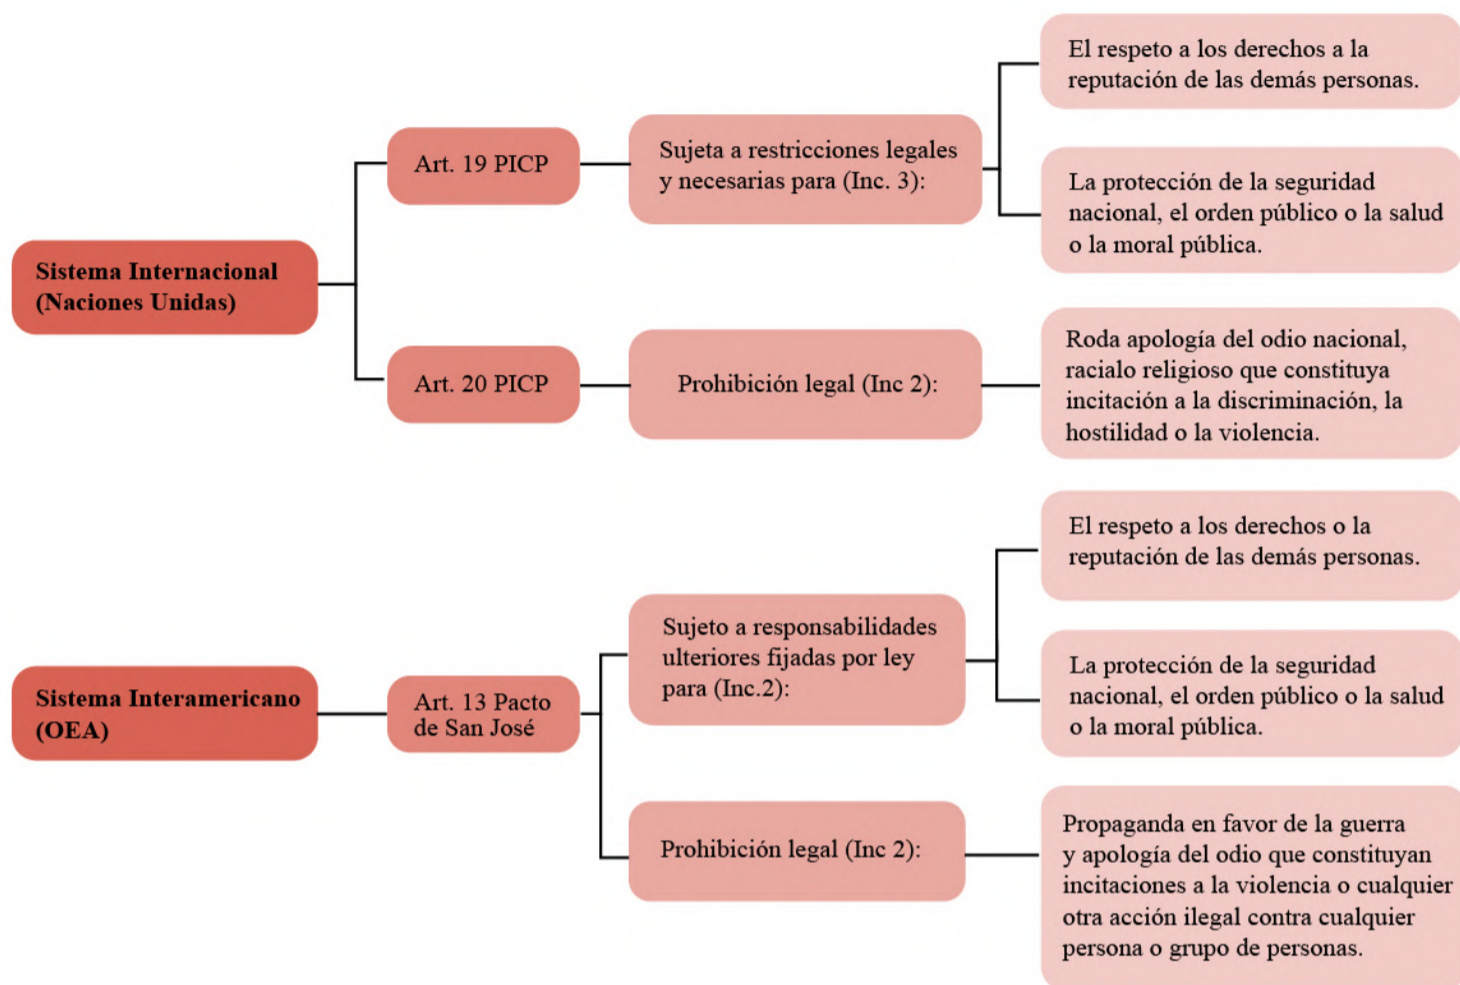 Sistema Internacional
(Naciones Unidas)
Art. 19 PICP
Sujeta a restricciones legales
y necesarias para (Inc. 3):
El respeto a los derechos a la
reputación de las demás personas.
La protección de la seguridad
nacional, el orden público o la salud
o la moral pública.
Art. 20 PICP
Prohibición legal (Inc 2):
Roda apología del odio nacional,
racialo religioso que constituya
incitación a la discriminación, la
hostilidad o la violencia.
Sistema Interamericano
(OEA)
Art. 13 Pacto
de San José
Sujeto a responsabilidades
ulteriores fijadas por ley
para (Inc.2):
El respeto a los derechos o la
reputación de las demás personas.
La protección de la seguridad
nacional, el orden público o la salud
o la moral pública.
Prohibición legal (Inc 2):
Propaganda en favor de la guerra
y apología del odio que constituyan
incitaciones a la violencia o cualquier
otra acción ilegal contra cualquier
persona o grupo de personas.